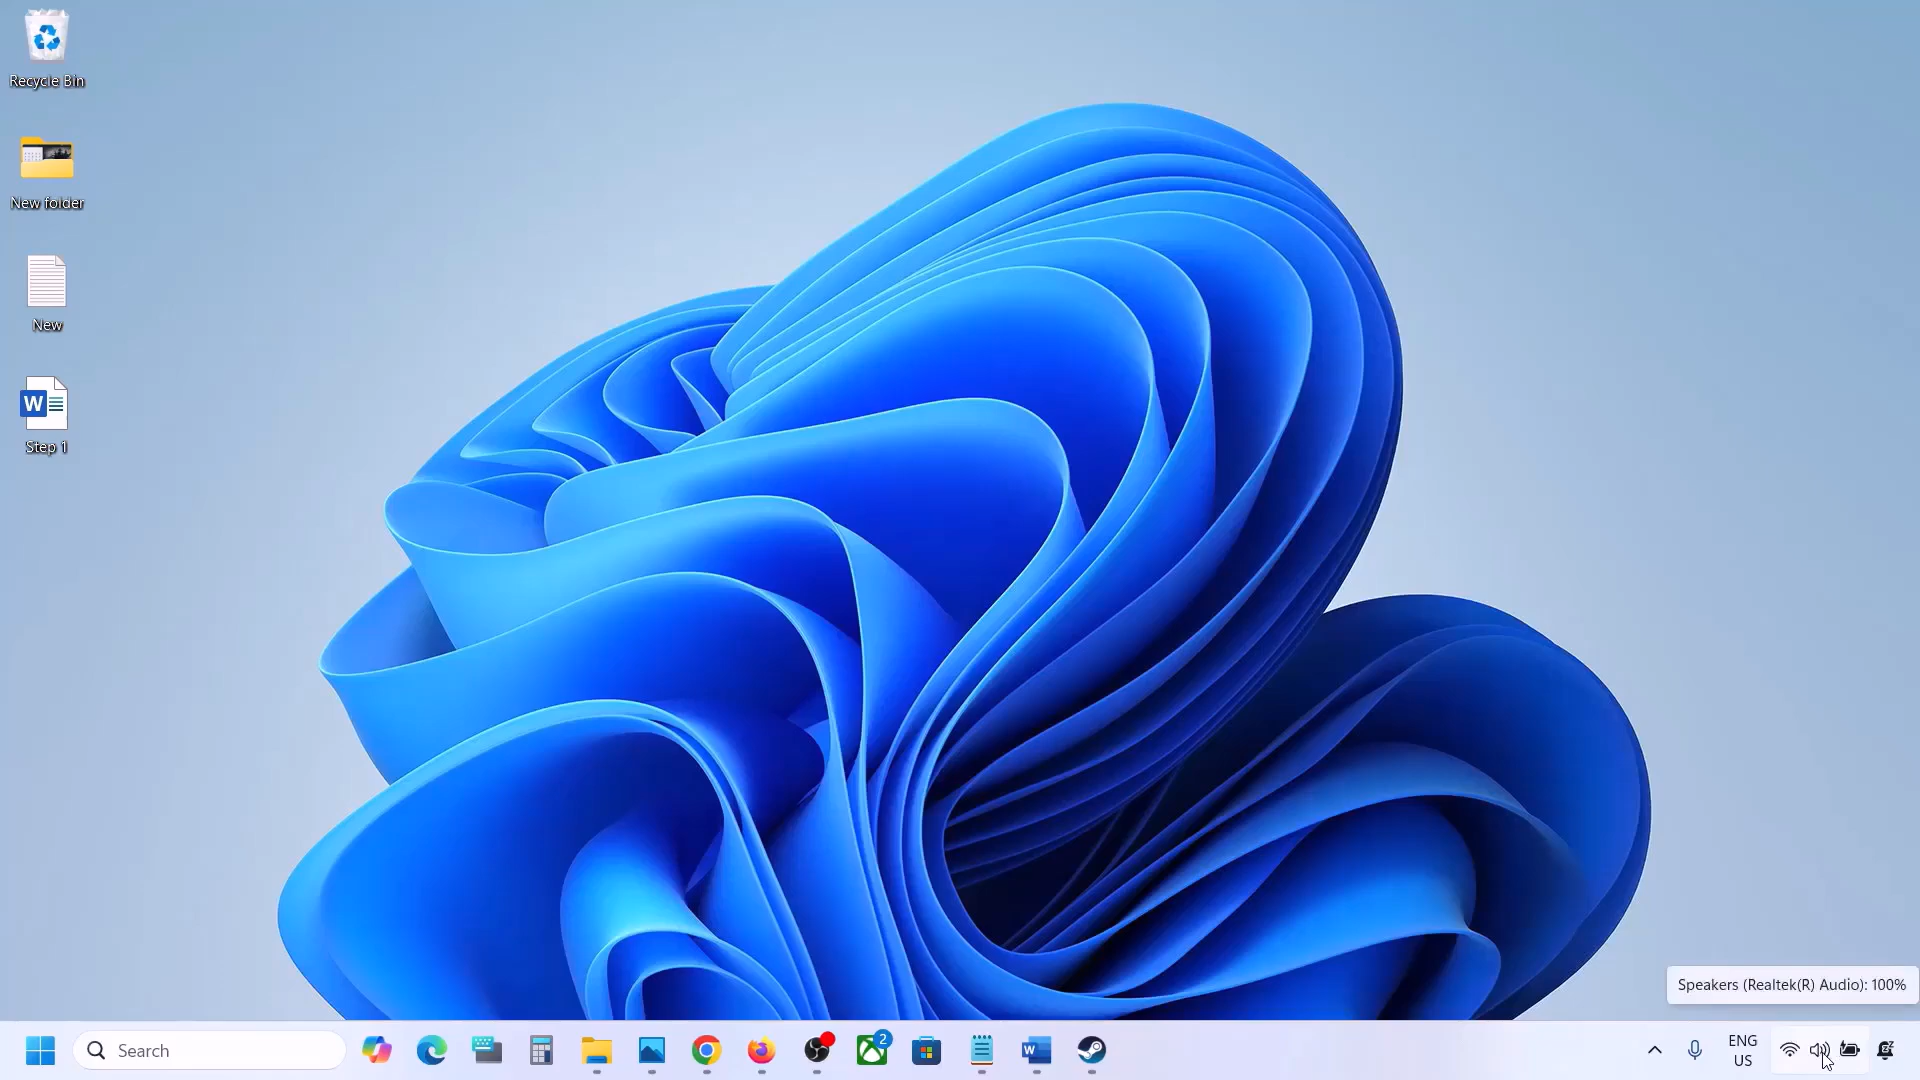 Recycle Bin
New folder
New
W
Step 1
Speakers (Realtek(R) Audio): 100%
Search
2
W
ENG
US